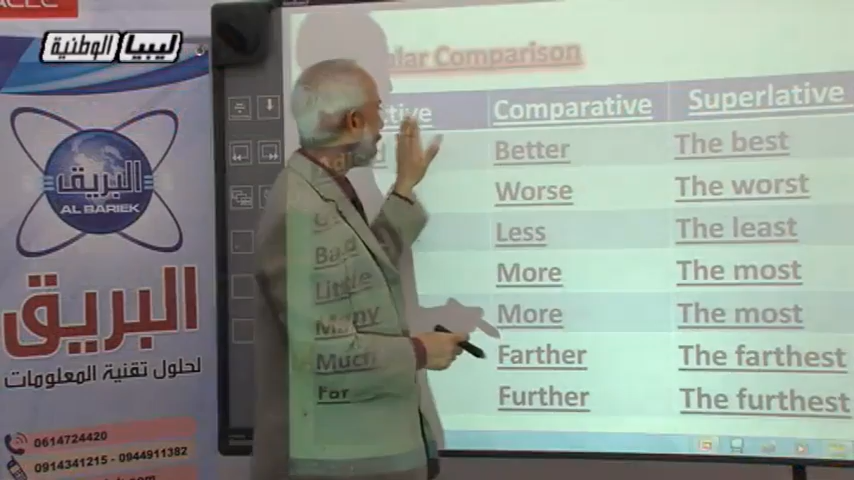 ليبيا الوطنية
Comparison
Comparative
Superlative
Better
The best
Bad
Worse
The worst
Little
Less
The least
Many
More
The most
Much
More
The most
Far
Farther
The farthest
Further
The furthest
البريق
AL BARIEK
البريق
لحلول تقنية المعلومات
0614724420
0914341215 - 0944911382